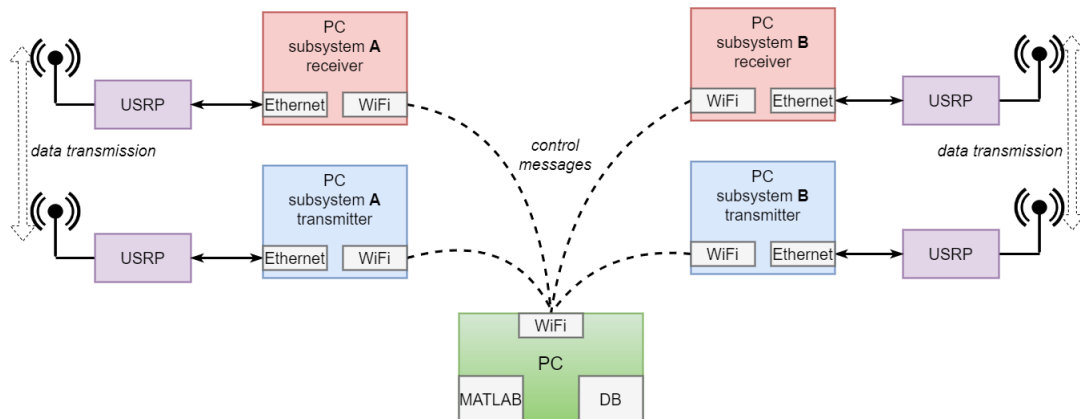 PC
subsystem A
receiver
Ethernet
WiFi
USRP
data transmission
PC
subsystem A
transmitter
Ethernet
WiFi
USRP
control
messages
PC
subsystem B
receiver
WiFi
Ethernet
USRP
data transmission
PC
subsystem B
transmitter
WiFi
Ethernet
USRP
WiFi
PC
MATLAB
DB